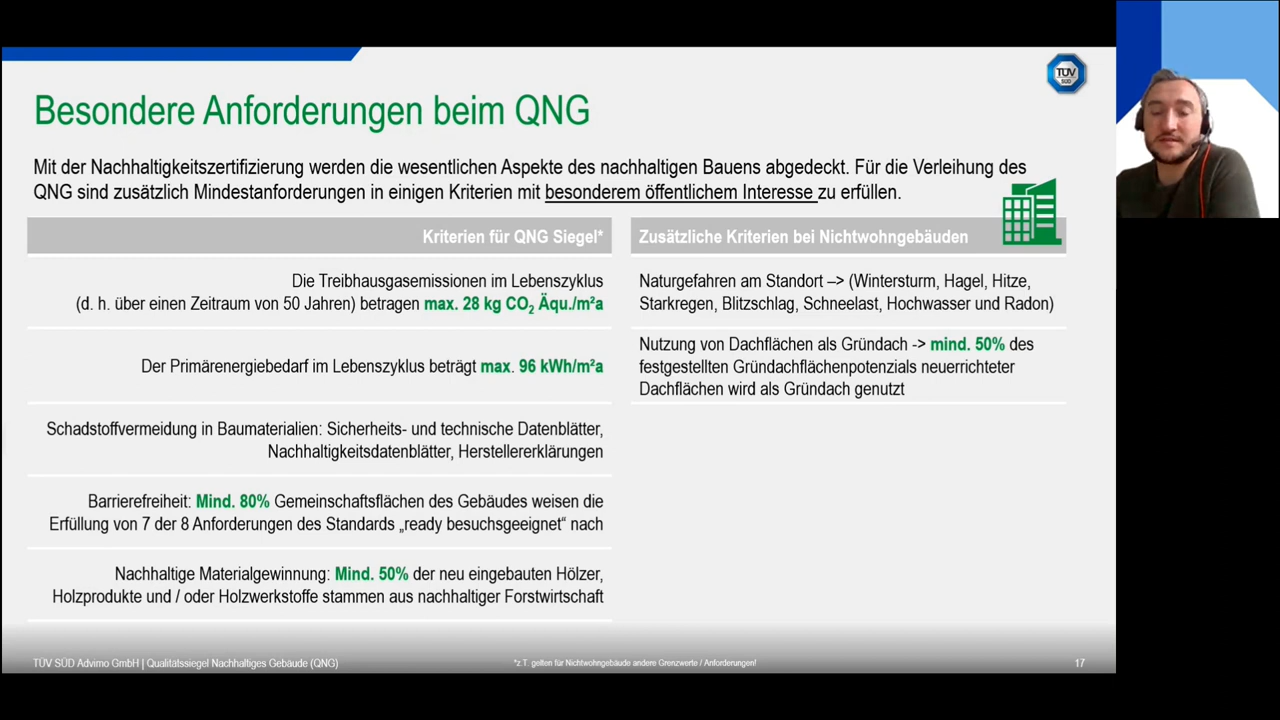 TÜV
SÜD
Besondere Anforderungen beim QNG
Mit der Nachhaltigkeitszertifizierung werden die wesentlichen Aspekte des nachhaltigen Bauens abgedeckt. Für die Verleihung des
QNG sind zusätzlich Mindestanforderungen in einigen Kriterien mit besonderem öffentlichem Interesse zu erfüllen.
Kriterien für QNG Siegel*
Die Treibhausgasemissionen im Lebenszyklus
(d. h. über einen Zeitraum von 50 Jahren) betragen max. 28 kg CO₂ Äqu./m²a
Der Primärenergiebedarf im Lebenszyklus beträgt max. 96 kWh/m²a
Schadstoffvermeidung in Baumaterialien: Sicherheits- und technische Datenblätter,
Nachhaltigkeitsdatenblätter, Herstellererklärungen
Barrierefreiheit: Mind. 80% Gemeinschaftsflächen des Gebäudes weisen die
Erfüllung von 7 der 8 Anforderungen des Standards „ready besuchsgeeignet“ nach
Nachhaltige Materialgewinnung: Mind. 50% der neu eingebauten Hölzer,
Holzprodukte und / oder Holzwerkstoffe stammen aus nachhaltiger Forstwirtschaft
Zusätzliche Kriterien bei Nichtwohngebäuden
Naturgefahren am Standort –> (Wintersturm, Hagel, Hitze,
Starkregen, Blitzschlag, Schneelast, Hochwasser und Radon)
Nutzung von Dachflächen als Gründach -> mind. 50% des
festgestellten Gründachflächenpotenzials neuerrichteter
Dachflächen wird als Gründach genutzt
TÜV SÜD Advimo GmbH | Qualitätssiegel Nachhaltiges Gebäude (QNG)
*z.T. gelten für Nichtwohngebäude andere Grenzwerte / Anforderungen!
17